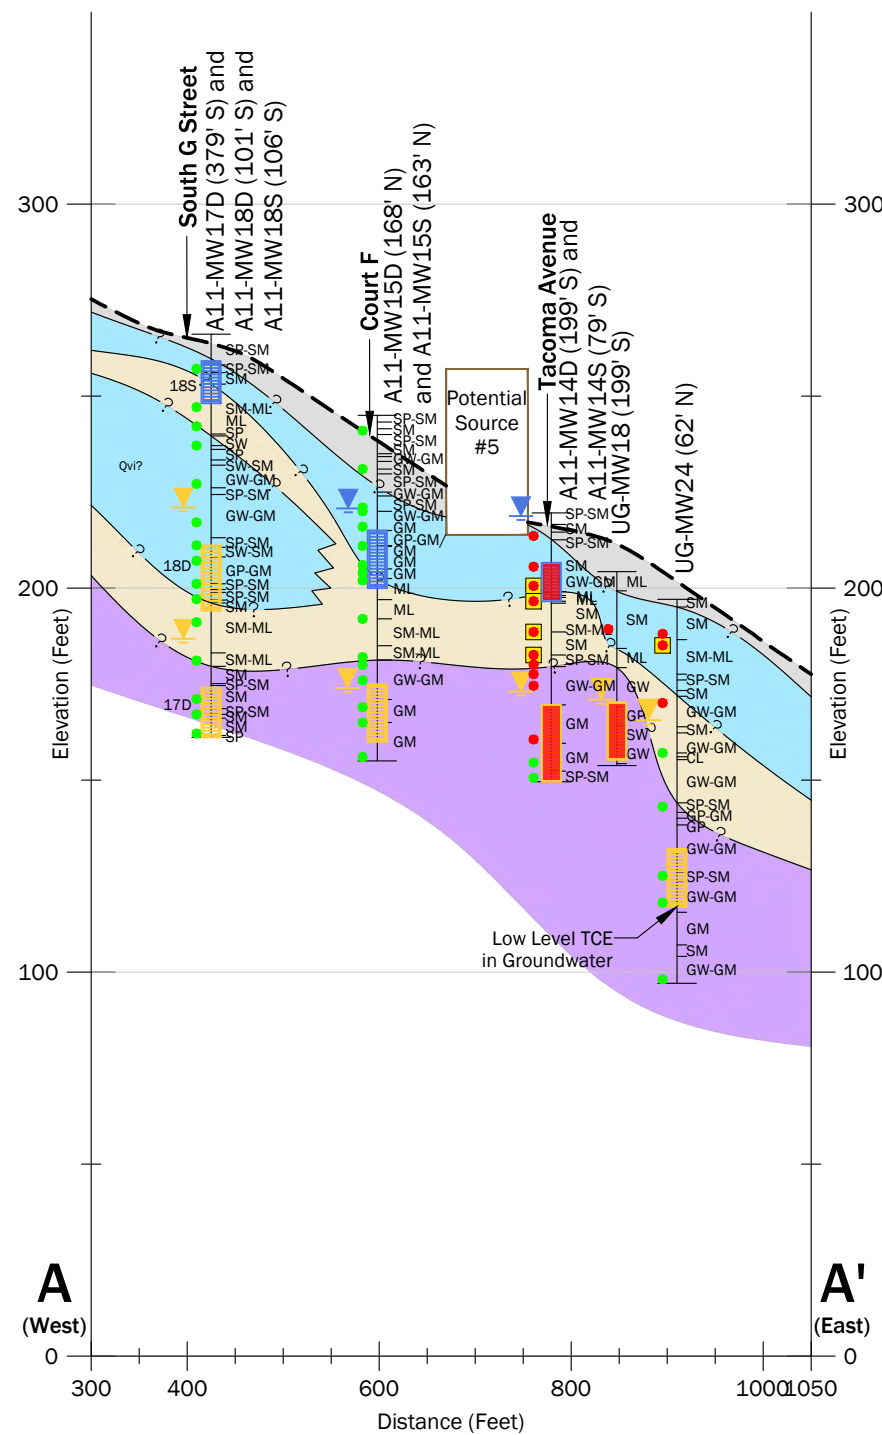 South G Street
A11-MW17D (379' S) and
A11-MW18D (101' S) and
A11-MW18S (106' S)
Court F
A11-MW15D (168' N)
and A11-MW15S (163' N)
Tacoma Avenue
A11-MW14D (199' S) and
A11-MW14S (79' S)
UG-MW18 (199' S)
UG-MW24 (62' N)
Potential
Source
#5
300
200
100
0
Elevation (Feet)
300
200
100
0
Elevation (Feet)
18S
18D
17D
Qvi?
SP-SM
SP-SM
SM
SM-ML
ML
SP
SW
SP
SW-SM
GW-GM
SP-SM
GW-GM
SP-SM
SW-SM
GP-GM
SP-SM
SP-SM
SM
SM-ML
SM-ML
SM
SP-SM
SM
SP-SM
SM
SM
SP
SP-SM
SM
SP-SM
SM
GW-GM
SM
SP-SM
GW-GM
SP-SM
GW-GM
GM
GP-GM
GM
GM
GM
ML
ML
SM-ML
SM-ML
GW-GM
GM
GM
SP-SM
SM
SP-SM
SM
GW-GM
ML
ML
SM
SM
SP-SM
GW-GM
GM
GM
SP-SM
ML
SM
ML
GW
GP
SW
GW
SM
SM
SM-ML
SP-SM
SM
GW-GM
SM
GW-GM
CL
GW-GM
SP-SM
GP-GM
GP
GW-GM
SP-SM
GW-GM
GM
SM
GW-GM
? ? ? ? ? ? ? ? ? ? ? ? ? ? ? ? ? ?
Low Level TCE
in Groundwater
A
(West)
A'
(East)
300 400 600 800 1000 1050
Distance (Feet)